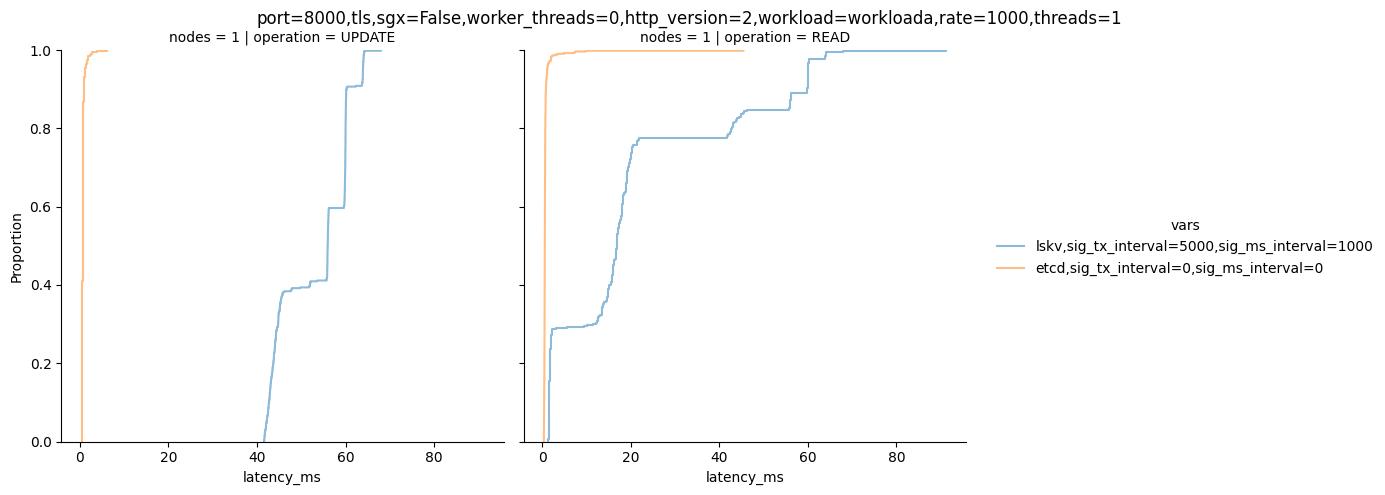 port=8000,tls,sgx=False,worker_threads=0,http_version=2,workload=workloada,rate=1000,threads=1
nodes = 1 | operation = UPDATE
nodes = 1 | operation = READ
1.0
0.8
0.6
0.4
0.2
0.0
Proportion
0 20 40 60 80
latency_ms
0 20 40 60 80
latency_ms
vars
lskv,sig_tx_interval=5000,sig_ms_interval=1000
etcd,sig_tx_interval=0,sig_ms_interval=0